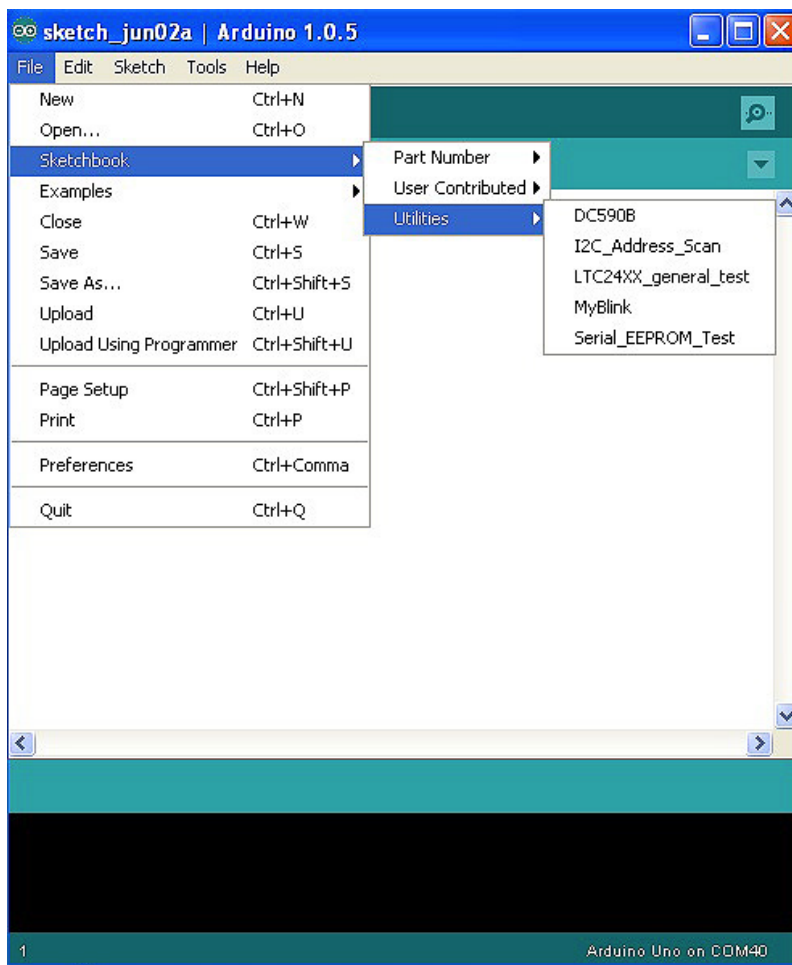 sketch_jun02a | Arduino 1.0.5
File Edit Sketch Tools Help
New Ctrl+N
Open... Ctrl+O
Sketchbook
Examples
Close Ctrl+W
Save Ctrl+S
Save As... Ctrl+Shift+S
Upload Ctrl+U
Upload Using Programmer Ctrl+Shift+U
Page Setup Ctrl+Shift+P
Print Ctrl+P
Preferences Ctrl+Comma
Quit Ctrl+Q
Part Number
User Contributed
Utilities
DC590B
I2C_Address_Scan
LTC24XX_general_test
MyBlink
Serial_EEPROM_Test
1 Arduino Uno on COM40